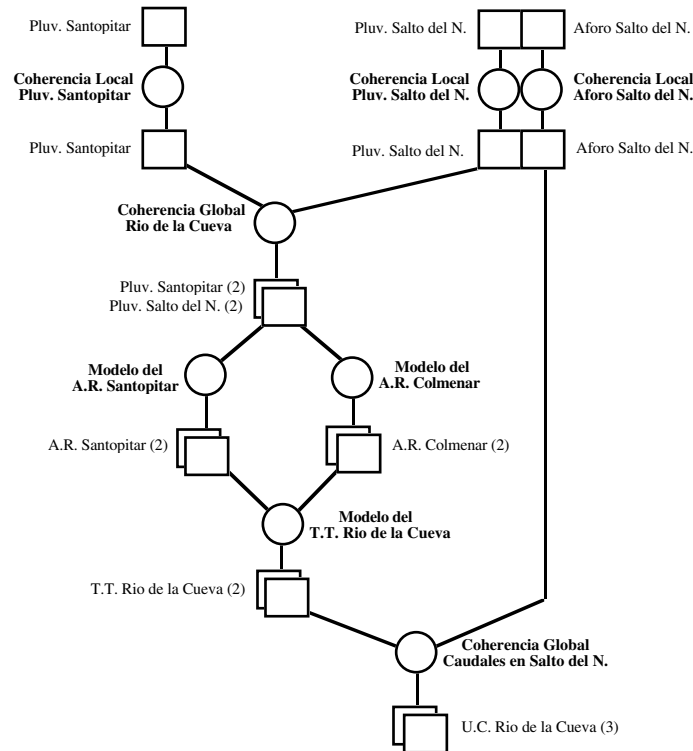 Pluv. Santopitar
Pluv. Salto del N.
Aforo Salto del N.
Coherencia Local
Pluv. Santopitar
Coherencia Local
Pluv. Salto del N.
Coherencia Local
Aforo Salto del N.
Pluv. Santopitar
Pluv. Salto del N.
Aforo Salto del N.
Coherencia Global
Rio de la Cueva
Pluv. Santopitar (2)
Pluv. Salto del N. (2)
Modelo del
A.R. Santopitar
Modelo del
A.R. Colmenar
A.R. Santopitar (2)
A.R. Colmenar (2)
Modelo del
T.T. Rio de la Cueva
T.T. Rio de la Cueva (2)
Coherencia Global
Caudales en Salto del N.
U.C. Rio de la Cueva (3)